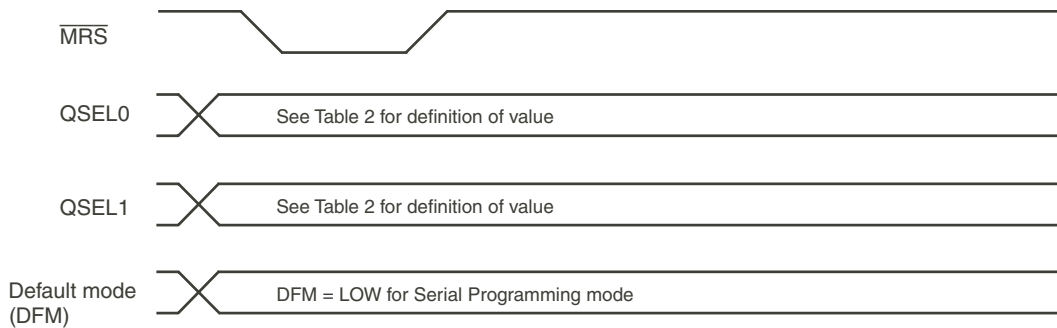 MRS
QSEL0
See Table 2 for definition of value
QSEL1
See Table 2 for definition of value
Default mode
(DFM)
DFM = LOW for Serial Programming mode